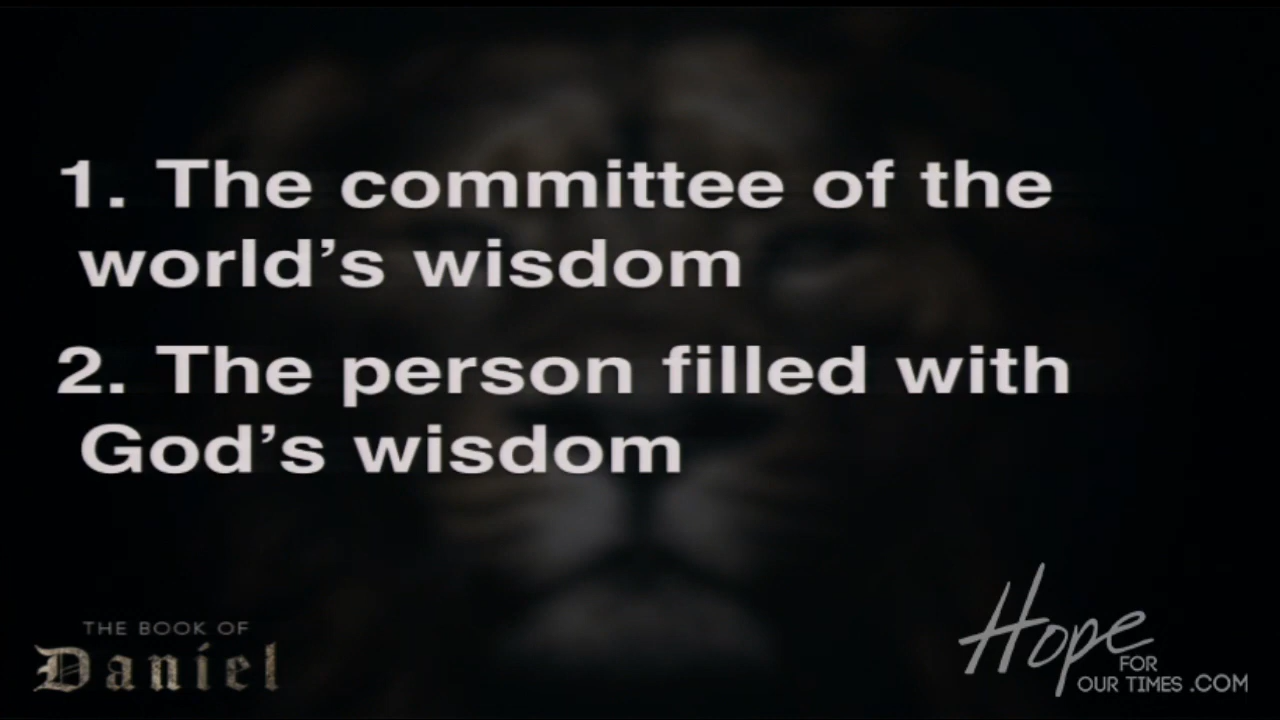 1. The committee of the
world’s wisdom
2. The person filled with
God’s wisdom
THE BOOK OF
Daniel
Hope
FOR
OUR TIMES .COM